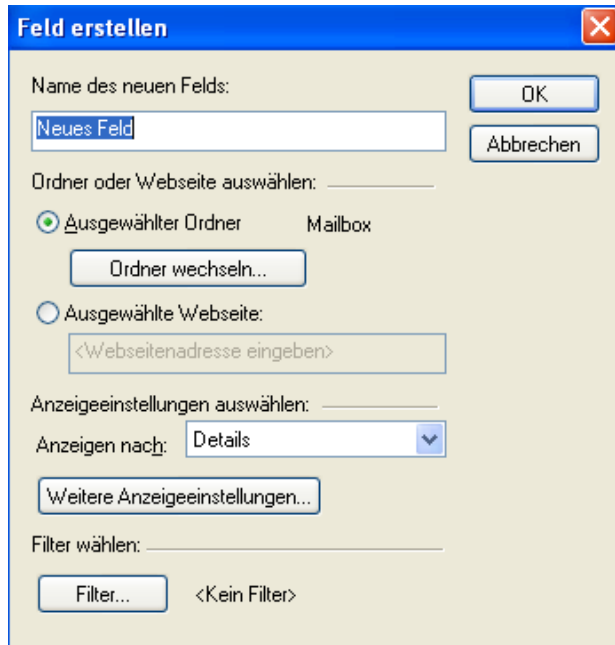 Feld erstellen
Name des neuen Felds:
OK
Neues Feld
Abbrechen
Ordner oder Webseite auswählen:
Ausgewählter Ordner Mailbox
Ordner wechseln...
Ausgewählte Webseite:
<Webseitenadresse eingeben>
Anzeigeeinstellungen auswählen:
Anzeigen nach: Details
Weitere Anzeigeeinstellungen...
Filter wählen:
Filter... <Kein Filter>